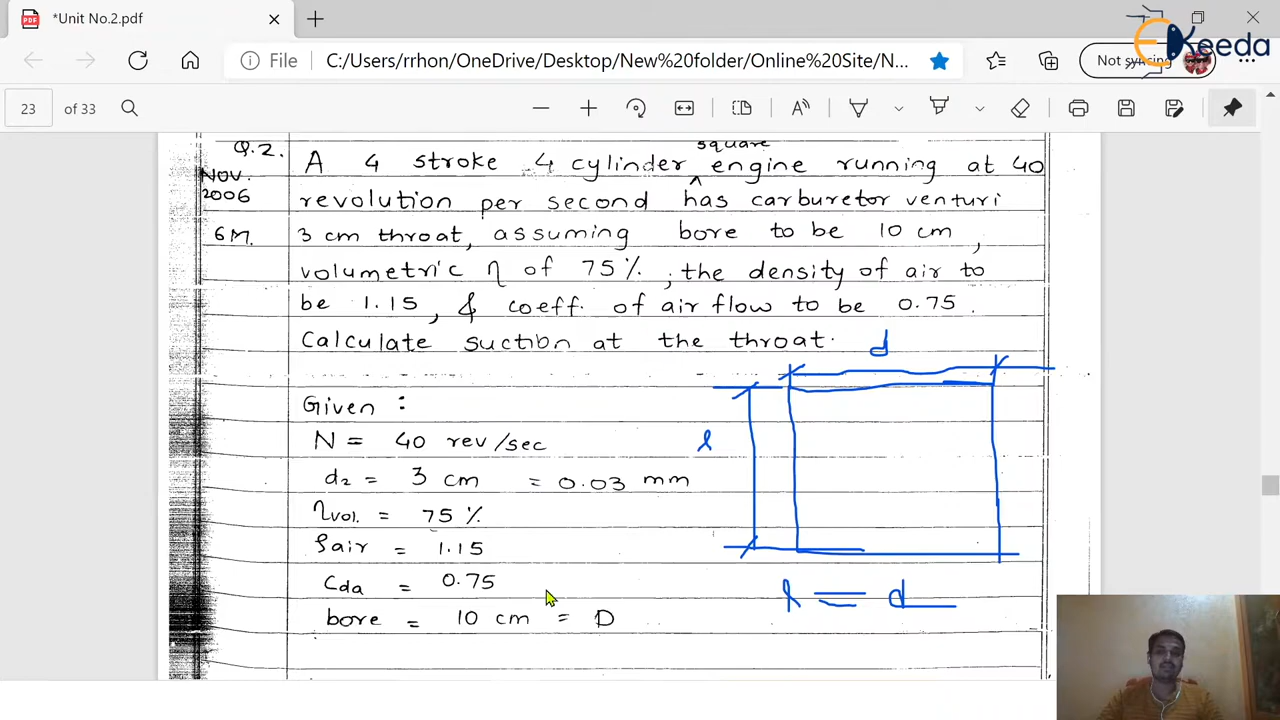 *Unit No.2.pdf
Keeda
File
C:/Users/rrhon/OneDrive/Desktop/New%20folder/Online%20Site/N...
Not syncing
23 of 33
Q.2.
NOV.
2006
6M.
square
A 4 stroke 4 cylinder engine running at 40
revolution per second has carburetor venturi
3 cm throat, assuming bore to be 10 cm,
volumetric η of 75 %, the density of air to
be 1.15, & coeff. of air flow to be 0.75.
Calculate suction at the throat.
d
Given :
N = 40 rev/sec
l
d2 = 3 cm = 0.03 mm
ηvol. = 75 %
ρair = 1.15
Cda = 0.75
l = d
bore = 10 cm = D